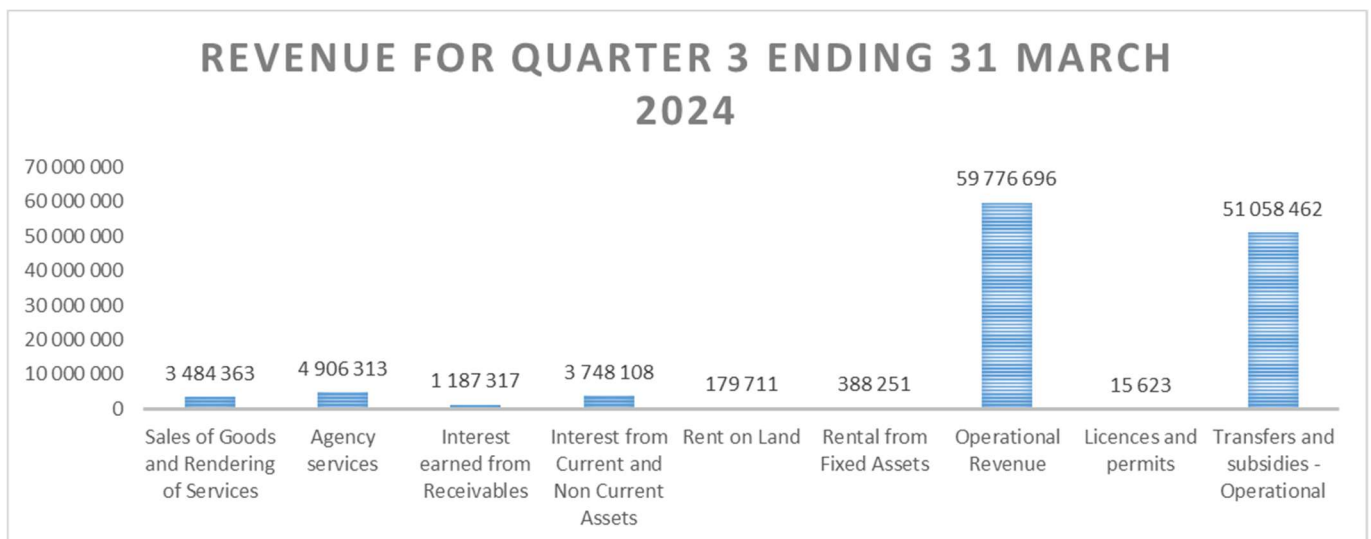 REVENUE FOR QUARTER 3 ENDING 31 MARCH
2024
70 000 000
60 000 000
50 000 000
40 000 000
30 000 000
20 000 000
10 000 000
0
3 484 363
4 906 313
1 187 317
3 748 108
179 711
388 251
59 776 696
15 623
51 058 462
Sales of Goods
and Rendering
of Services
Agency
services
Interest
earned from
Receivables
Interest from
Current and
Non Current
Assets
Rent on Land
Rental from
Fixed Assets
Operational
Revenue
Licences and
permits
Transfers and
subsidies -
Operational